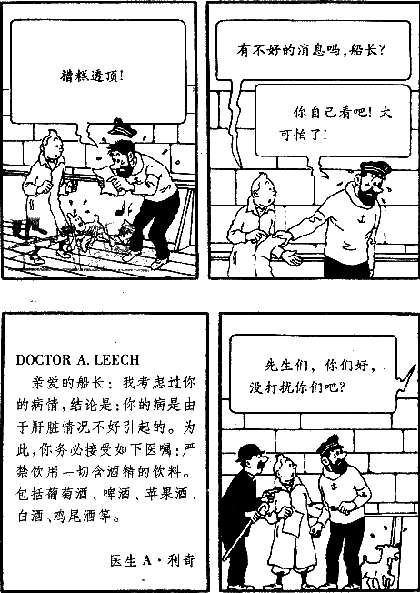 糟糕透顶！
有不好的消息吗，船长？
你自己看吧！太
可怕了！
DOCTOR A. LEECH
亲爱的船长：我考虑过你
的病情，结论是：你的病是由
于肝脏情况不好引起的。为
此，你务必接受如下医嘱：严
禁饮用一切含酒精的饮料。
包括葡萄酒、啤酒、苹果酒、
白酒、鸡尾酒等。
医生 A·利奇
先生们，你们好，
没打扰你们吧？